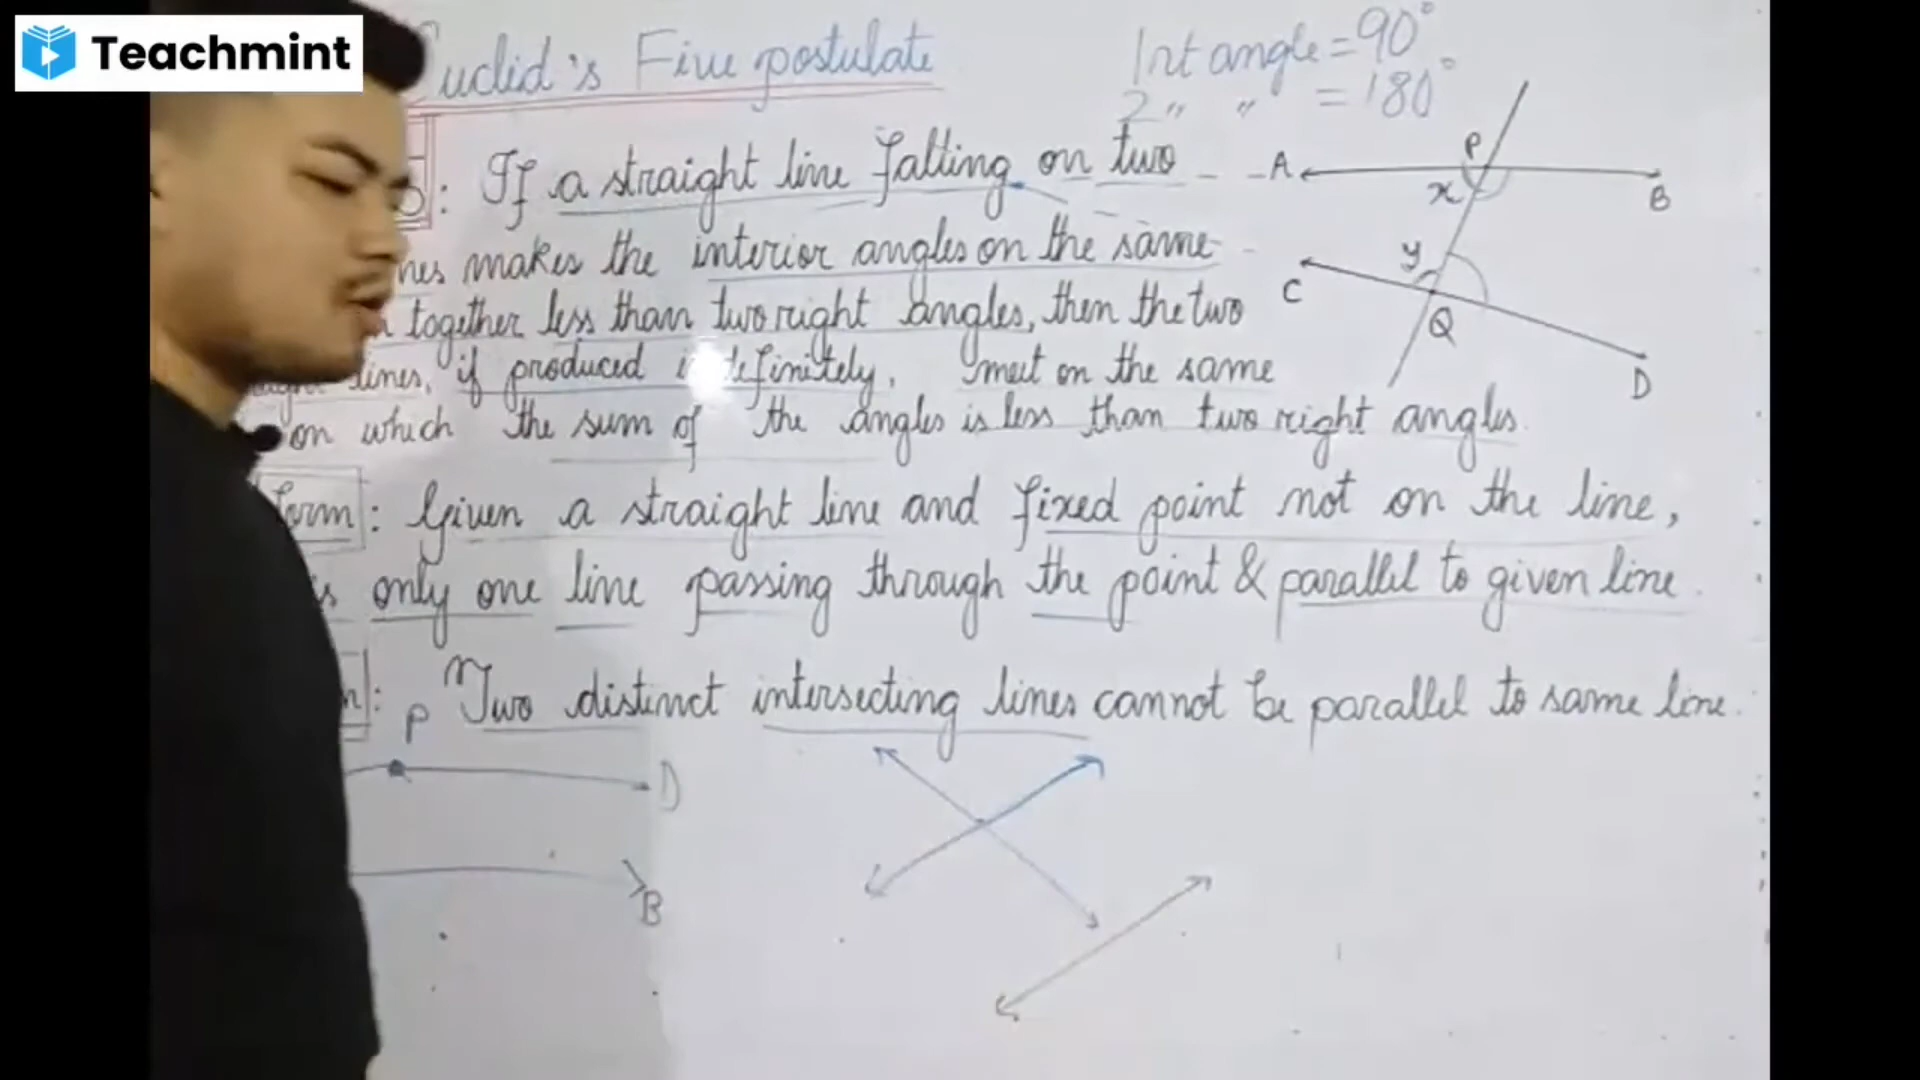 Teachmint
Euclid's Five postulate
Int angle = 90°
2 " " = 180°
: If a straight line falling on two
makes the interior angles on the same
together less than two right angles, then the two
lines, if produced indefinitely, meet on the same
on which the sum of the angles is less than two right angles.
form: Given a straight line and fixed point not on the line,
only one line passing through the point & parallel to given line.
: Two distinct intersecting lines cannot be parallel to same line.
A
P
B
x
y
C
Q
D
P
D
B